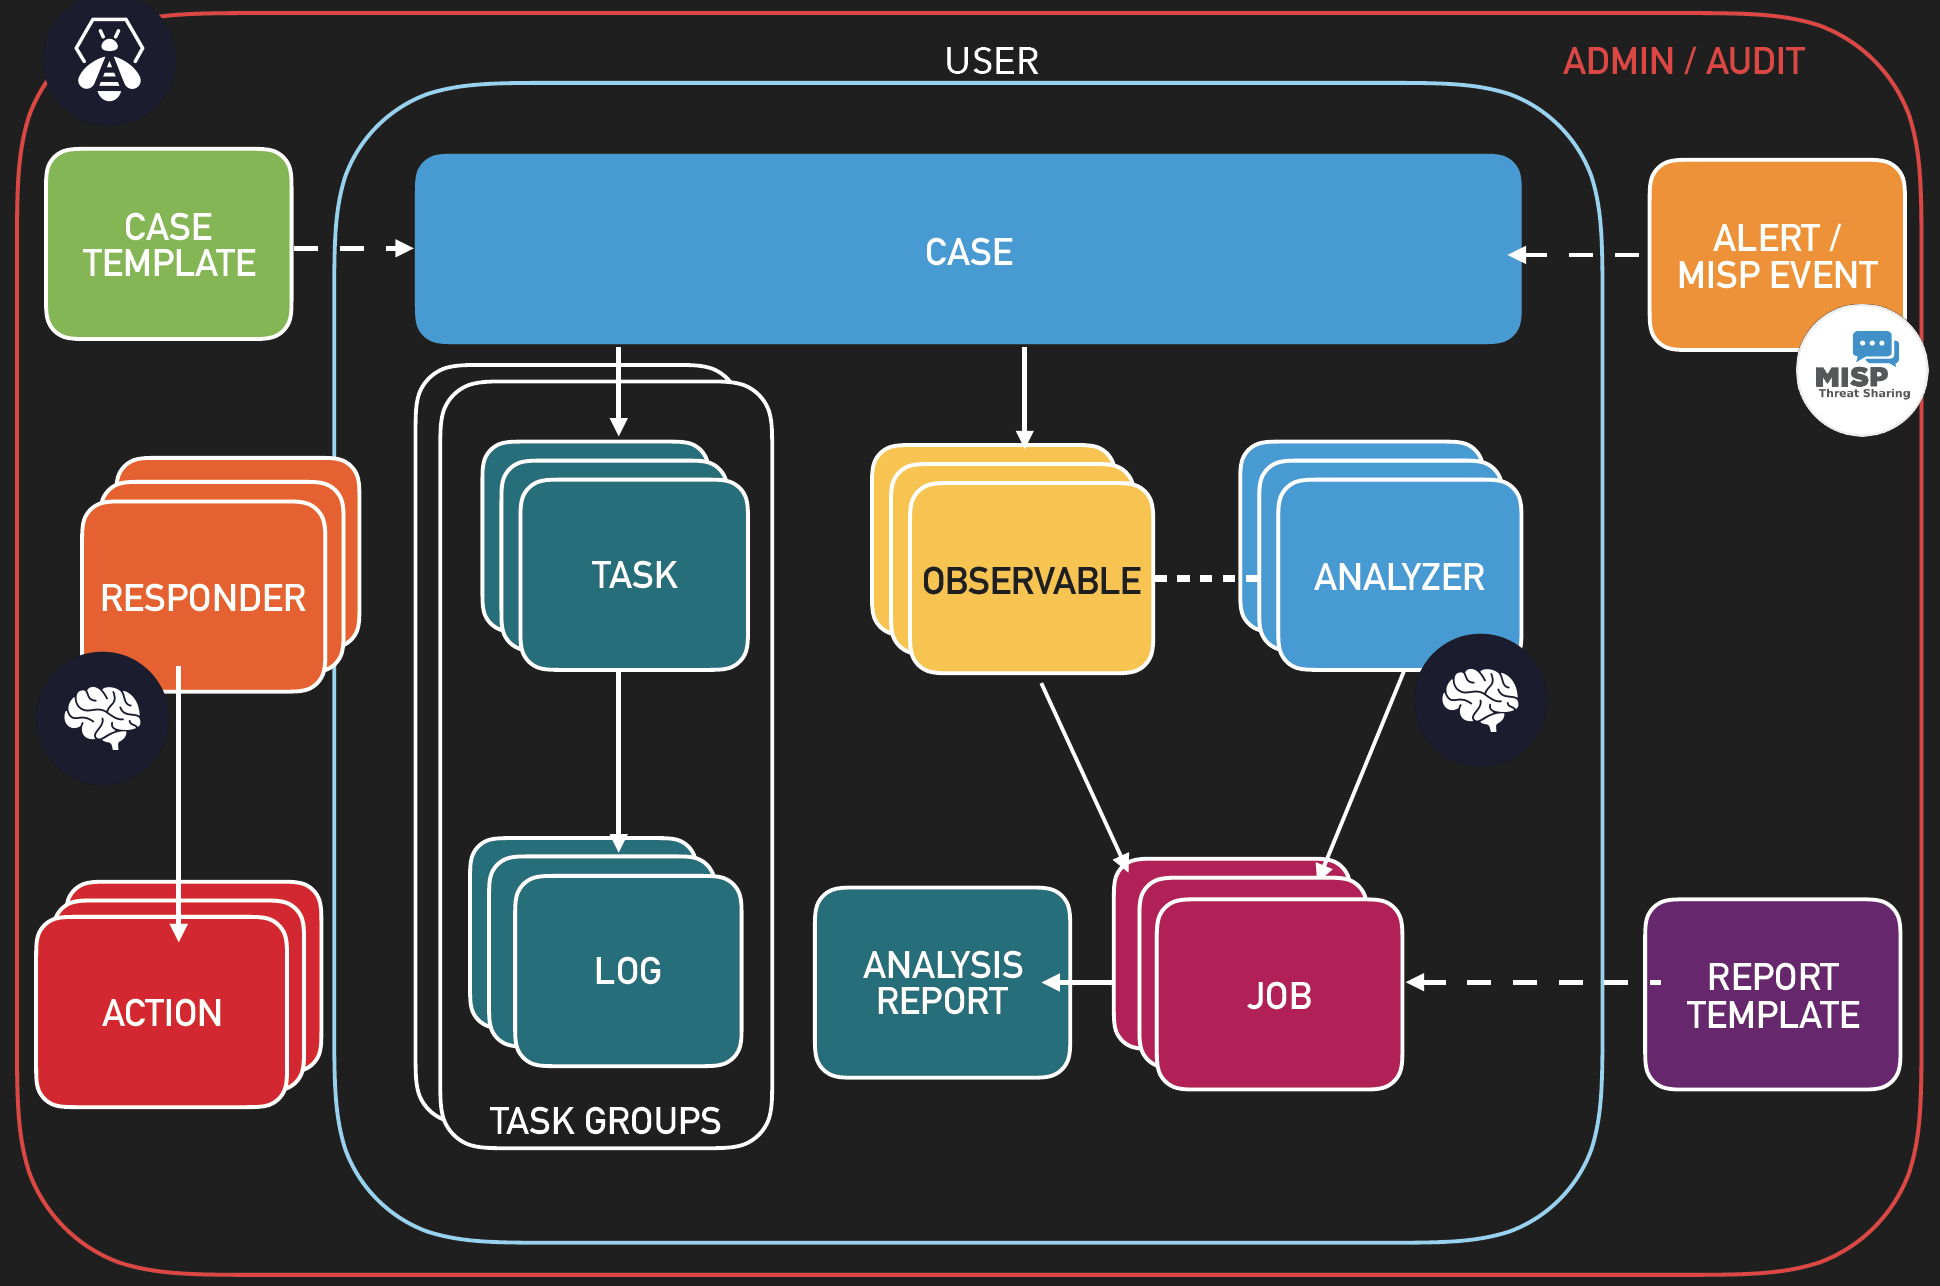 USER
ADMIN / AUDIT
CASE
TEMPLATE
CASE
ALERT /
MISP EVENT
MISP
Threat Sharing
RESPONDER
TASK
OBSERVABLE
ANALYZER
ACTION
LOG
ANALYSIS
REPORT
JOB
REPORT
TEMPLATE
TASK GROUPS